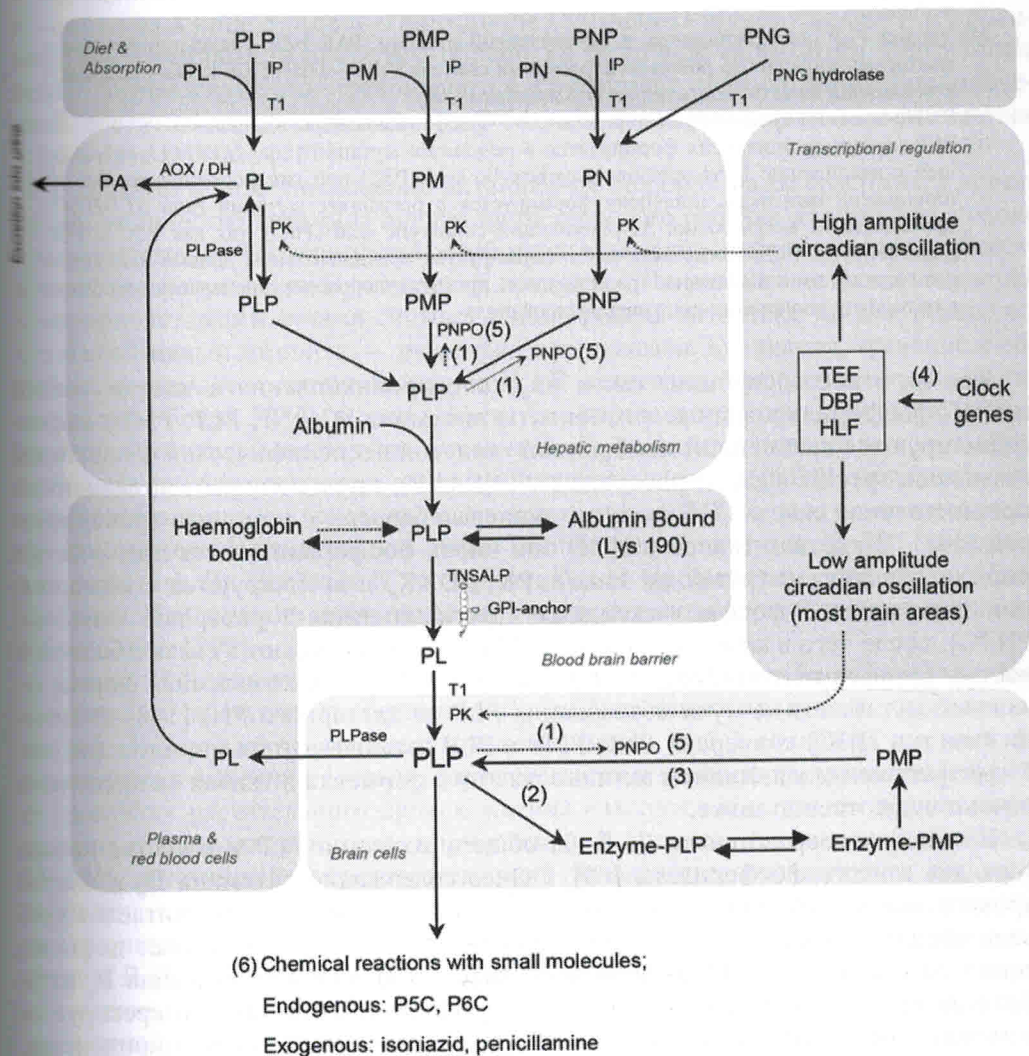 PLP PMP PNP PNG
Diet &
Absorption
PL IP PM IP PN IP
PNG hydrolase
T1 T1 T1 T1
Transcriptional regulation
PA AOX / DH PL PM PN
High amplitude
circadian oscillation
PLPase PK PK PK
PLP PMP PNP
PNPO (5)
(1) PNPO (5)
(1)
PLP
TEF
DBP
HLF
(4) Clock
genes
Albumin
Hepatic metabolism
Haemoglobin
bound
PLP
Albumin Bound
(Lys 190)
TNSALP
GPI-anchor
Low amplitude
circadian oscillation
(most brain areas)
PL
Blood brain barrier
T1
PK
PLPase (1) PNPO (5)
PL PLP PMP
(3)
(2)
Enzyme-PLP Enzyme-PMP
Plasma &
red blood cells
Brain cells
(6) Chemical reactions with small molecules;
Endogenous: P5C, P6C
Exogenous: isoniazid, penicillamine